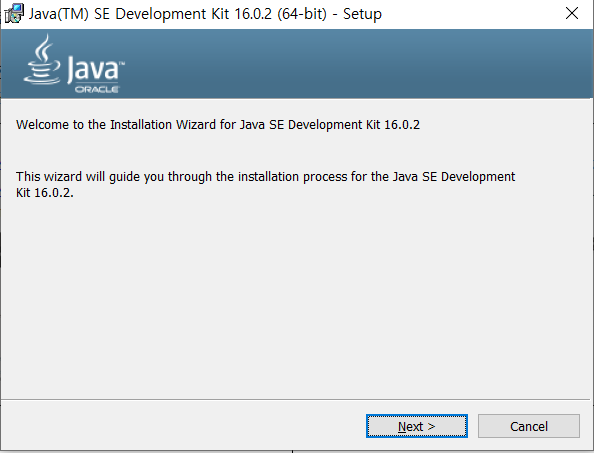 Java(TM) SE Development Kit 16.0.2 (64-bit) - Setup
Java™
ORACLE
Welcome to the Installation Wizard for Java SE Development Kit 16.0.2
This wizard will guide you through the installation process for the Java SE Development
Kit 16.0.2.
Next >
Cancel